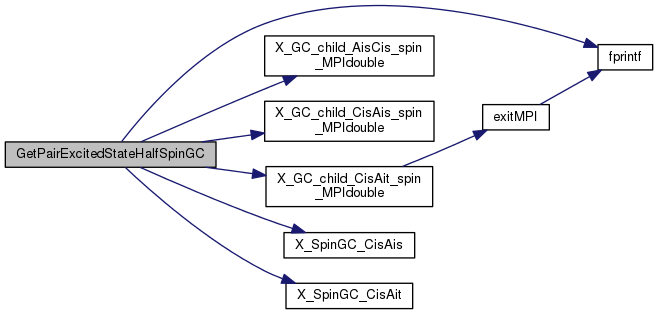 GetPairExcitedStateHalfSpinGC
X_GC_child_AisCis_spin
_MPIdouble
X_GC_child_CisAis_spin
_MPIdouble
X_GC_child_CisAit_spin
_MPIdouble
X_SpinGC_CisAis
X_SpinGC_CisAit
exitMPI
fprintf